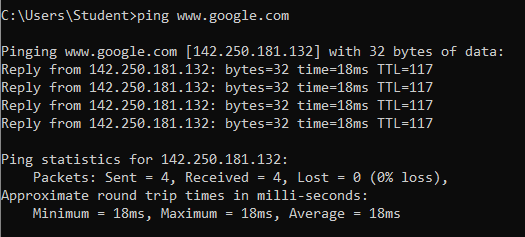 C:\Users\Student>ping www.google.com
Pinging www.google.com [142.250.181.132] with 32 bytes of data:
Reply from 142.250.181.132: bytes=32 time=18ms TTL=117
Reply from 142.250.181.132: bytes=32 time=18ms TTL=117
Reply from 142.250.181.132: bytes=32 time=18ms TTL=117
Reply from 142.250.181.132: bytes=32 time=18ms TTL=117
Ping statistics for 142.250.181.132:
Packets: Sent = 4, Received = 4, Lost = 0 (0% loss),
Approximate round trip times in milli-seconds:
Minimum = 18ms, Maximum = 18ms, Average = 18ms